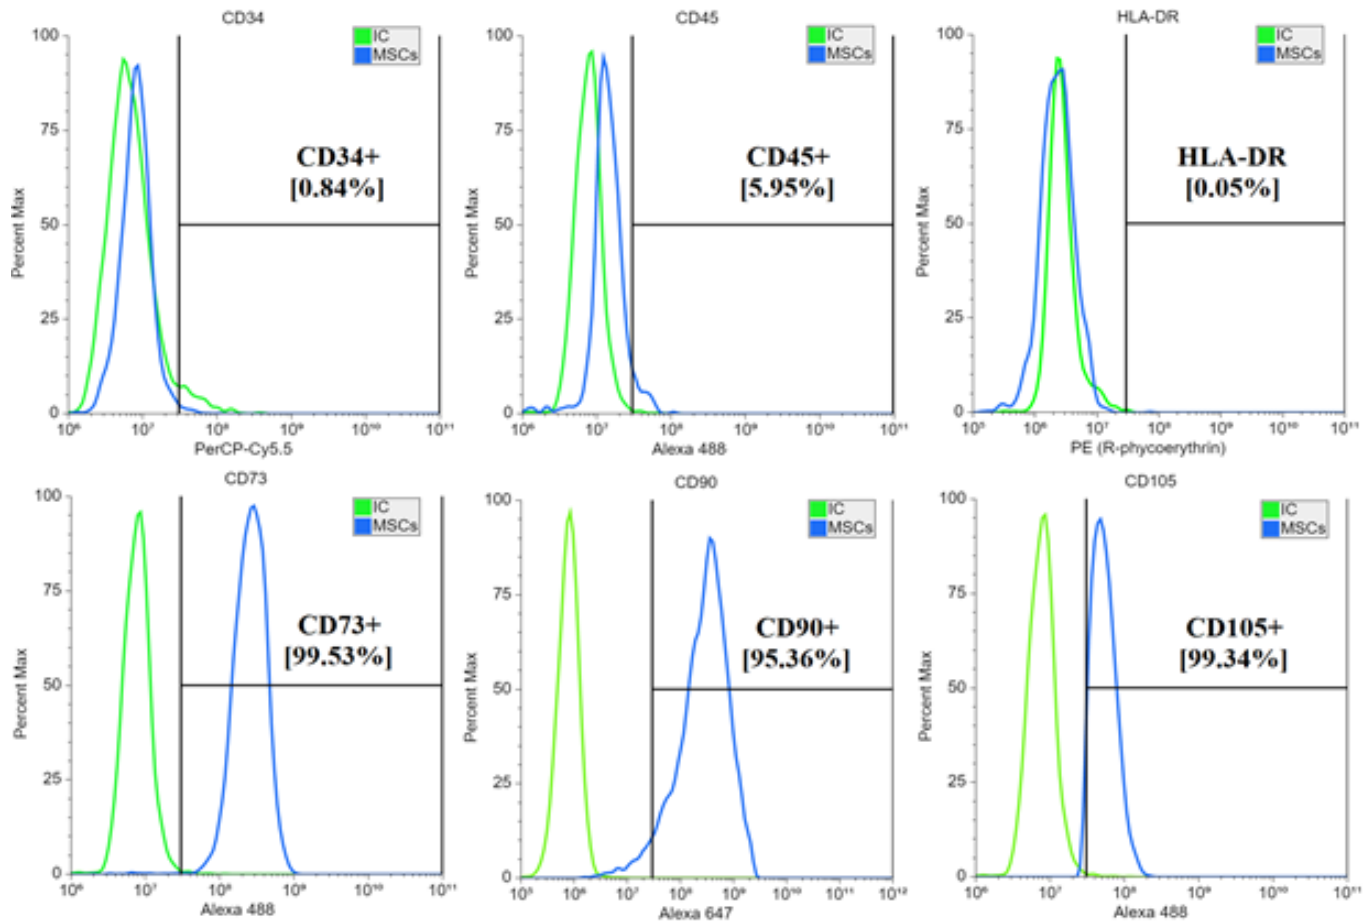 CD34
100
75
50
25
0
Percent Max
IC
MSCs
CD34+
[0.84%]
10⁶ 10⁷ 10⁸ 10⁹ 10¹⁰ 10¹¹
PerCP-Cy5.5
CD45
100
75
50
25
0
Percent Max
IC
MSCs
CD45+
[5.95%]
10⁶ 10⁷ 10⁸ 10⁹ 10¹⁰ 10¹¹
Alexa 488
HLA-DR
100
75
50
25
0
Percent Max
IC
MSCs
HLA-DR
[0.05%]
10⁵ 10⁶ 10⁷ 10⁸ 10⁹ 10¹⁰ 10¹¹
PE (R-phycoerythrin)
CD73
100
75
50
25
0
Percent Max
IC
MSCs
CD73+
[99.53%]
10⁶ 10⁷ 10⁸ 10⁹ 10¹⁰ 10¹¹
Alexa 488
CD90
100
75
50
25
0
Percent Max
IC
MSCs
CD90+
[95.36%]
10⁵ 10⁶ 10⁷ 10⁸ 10⁹ 10¹⁰ 10¹¹ 10¹²
Alexa 647
CD105
100
75
50
25
0
Percent Max
IC
MSCs
CD105+
[99.34%]
10⁶ 10⁷ 10⁸ 10⁹ 10¹⁰ 10¹¹
Alexa 488